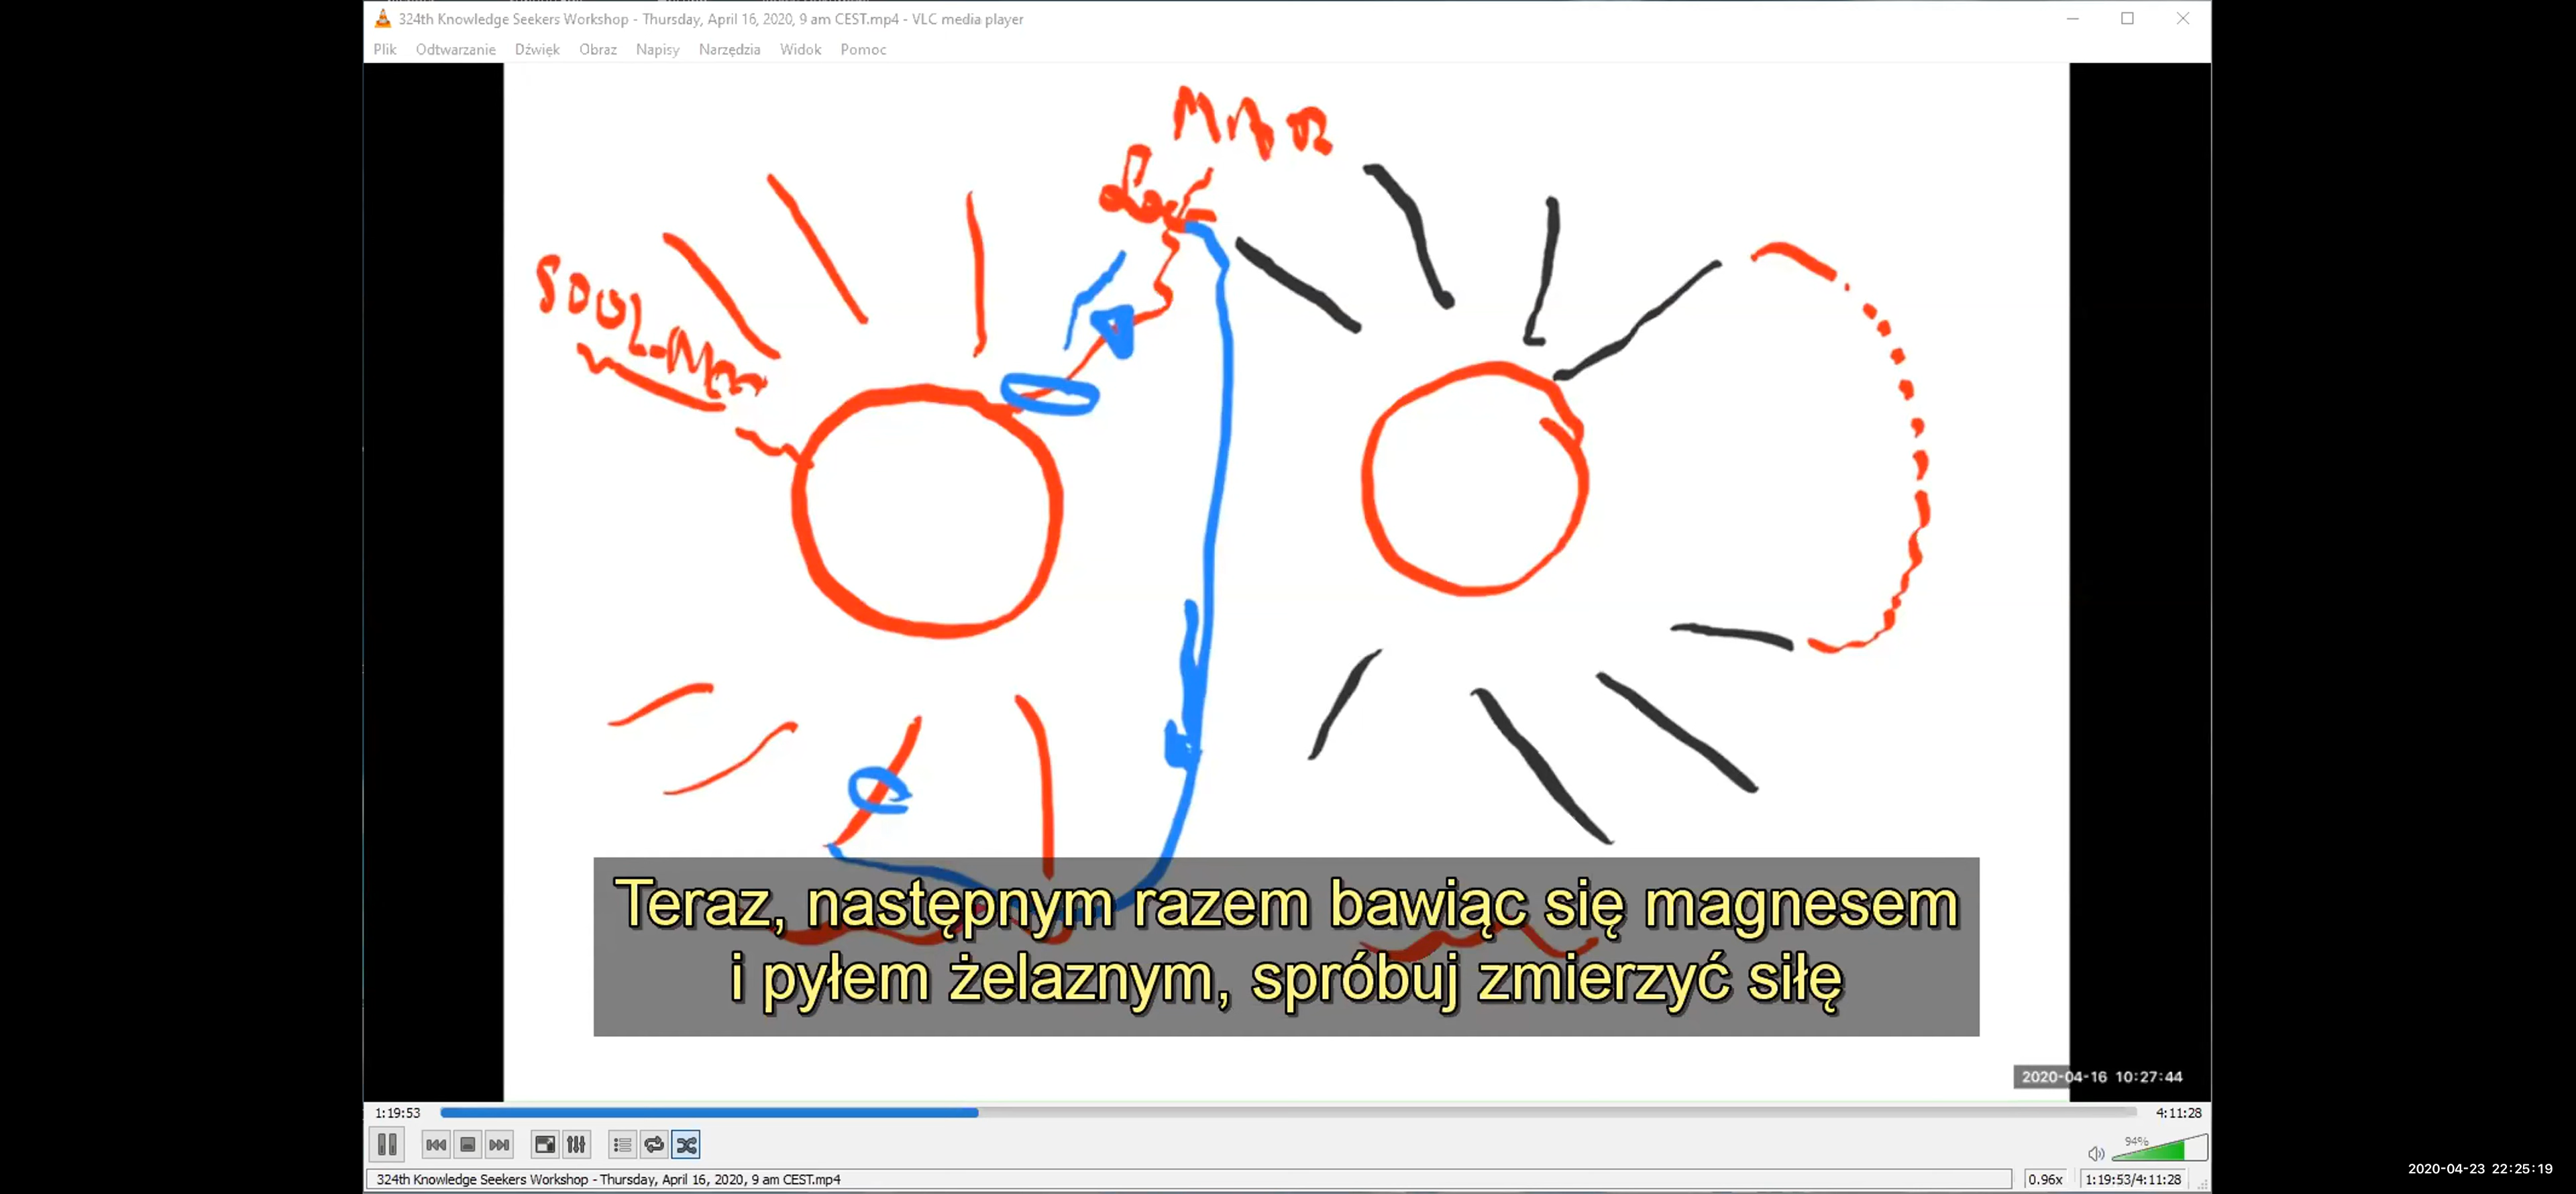 324th Knowledge Seekers Workshop - Thursday, April 16, 2020, 9 am CEST.mp4 - VLC media player
Plik Odtwarzanie Dźwięk Obraz Napisy Narzędzia Widok Pomoc
Teraz, następnym razem bawiąc się magnesem
i pyłem żelaznym, spróbuj zmierzyć siłę
2020-04-16 10:27:44
1:19:53 4:11:28
94%
2020-04-23 22:25:19
324th Knowledge Seekers Workshop - Thursday, April 16, 2020, 9 am CEST.mp4 0.96x 1:19:53/4:11:28